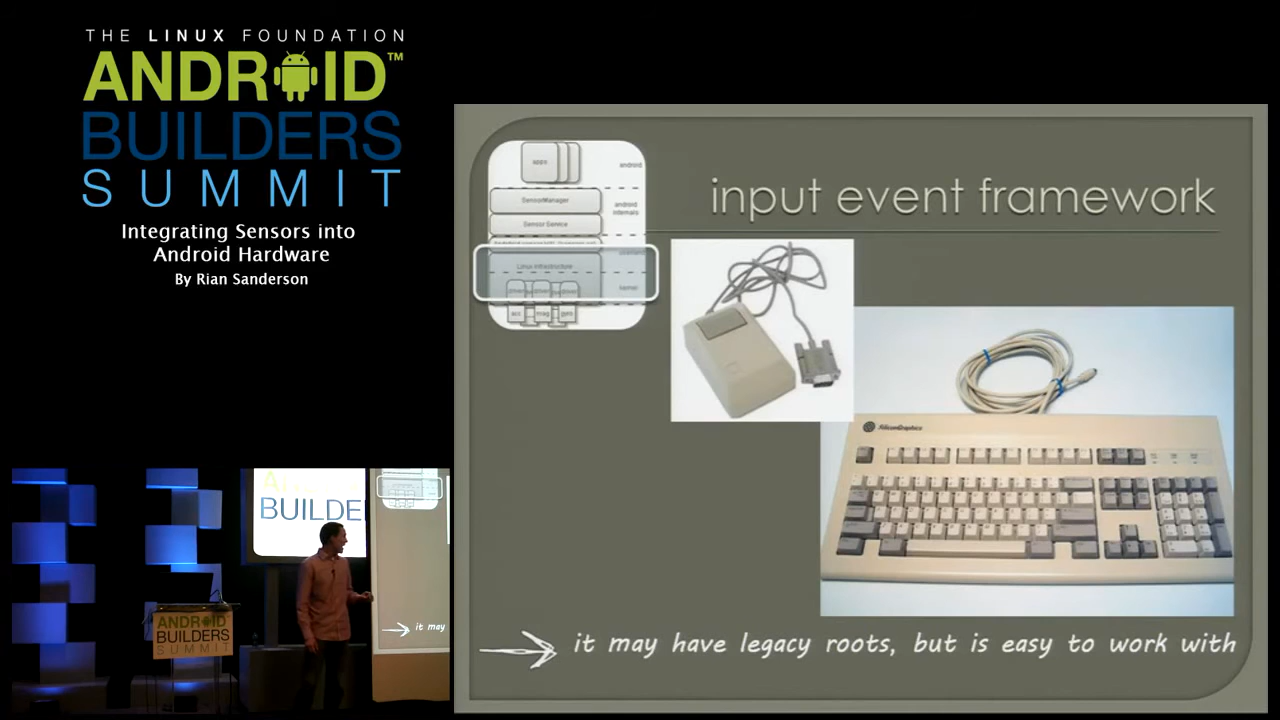 THE LINUX FOUNDATION
ANDROID™
BUILDERS
SUMMIT
Integrating Sensors into
Android Hardware
By Rian Sanderson
input event framework
apps
android
SensorManager
android
internals
Sensor Service
Linux Infrastructure
kernel
acc
mag
gyro
SiliconGraphics
it may have legacy roots, but is easy to work with
BUILDE
it may
ANDROID
BUILDERS
SUMMIT